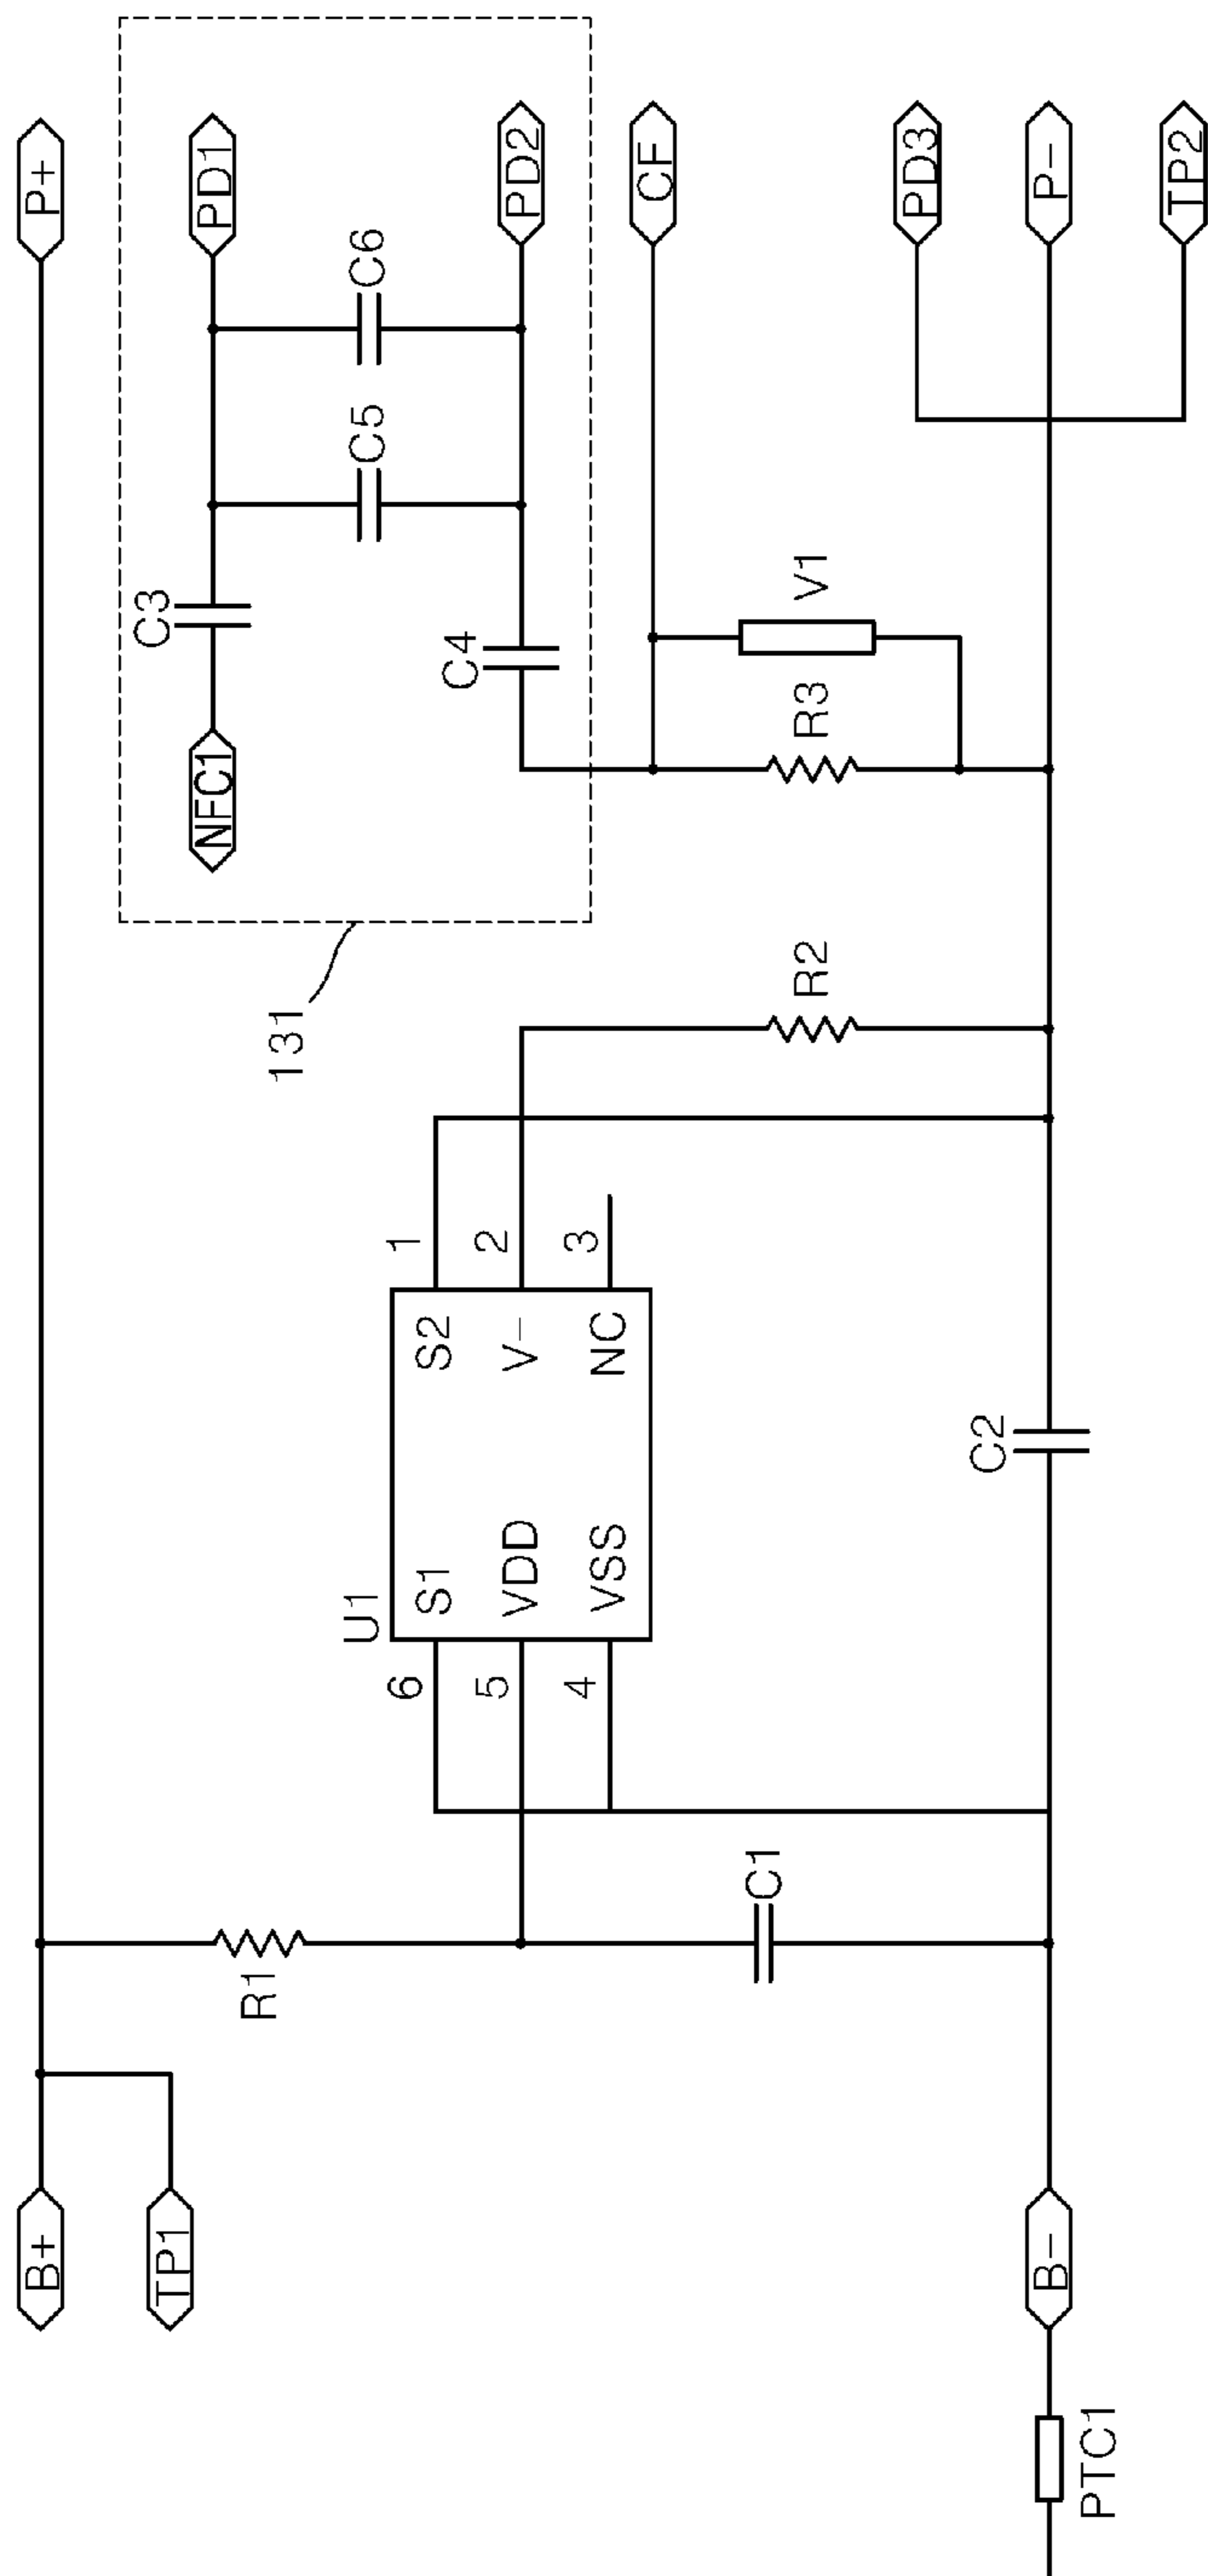 P+
PD1
PD2
CF
PD3
P-
TP2
C6
C5
C3
C4
NFC1
V1
R3
131
R2
1
2
3
S2
V-
NC
C2
U1
S1
VDD
VSS
6
5
4
C1
R1
B+
TP1
B-
PTC1